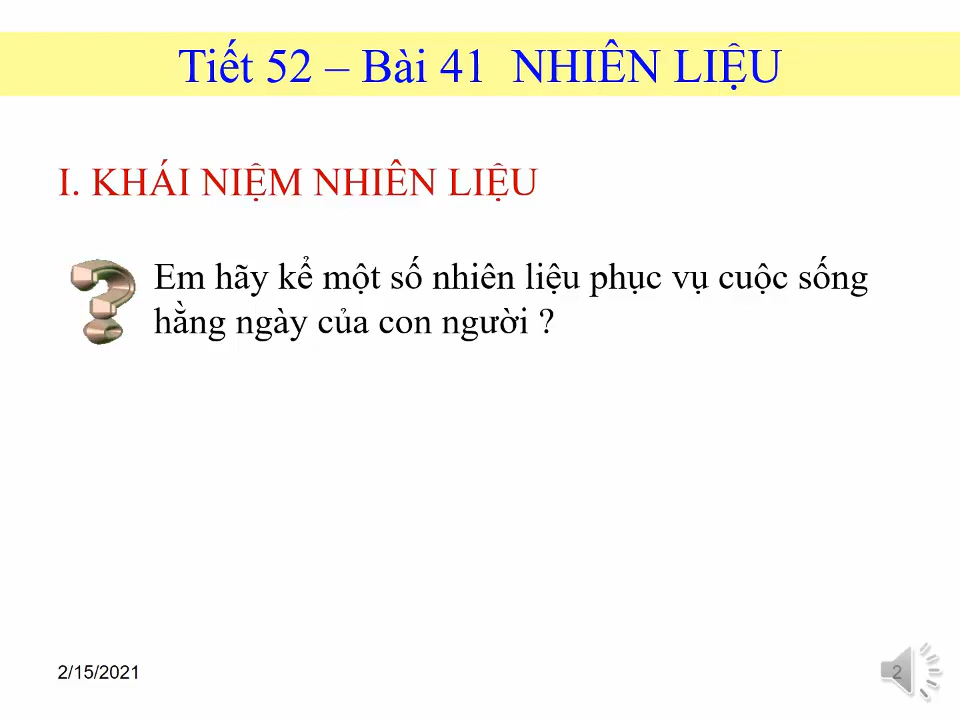 Tiết 52 – Bài 41 NHIÊN LIỆU
I. KHÁI NIỆM NHIÊN LIỆU
Em hãy kể một số nhiên liệu phục vụ cuộc sống
hằng ngày của con người ?
2/15/2021
2